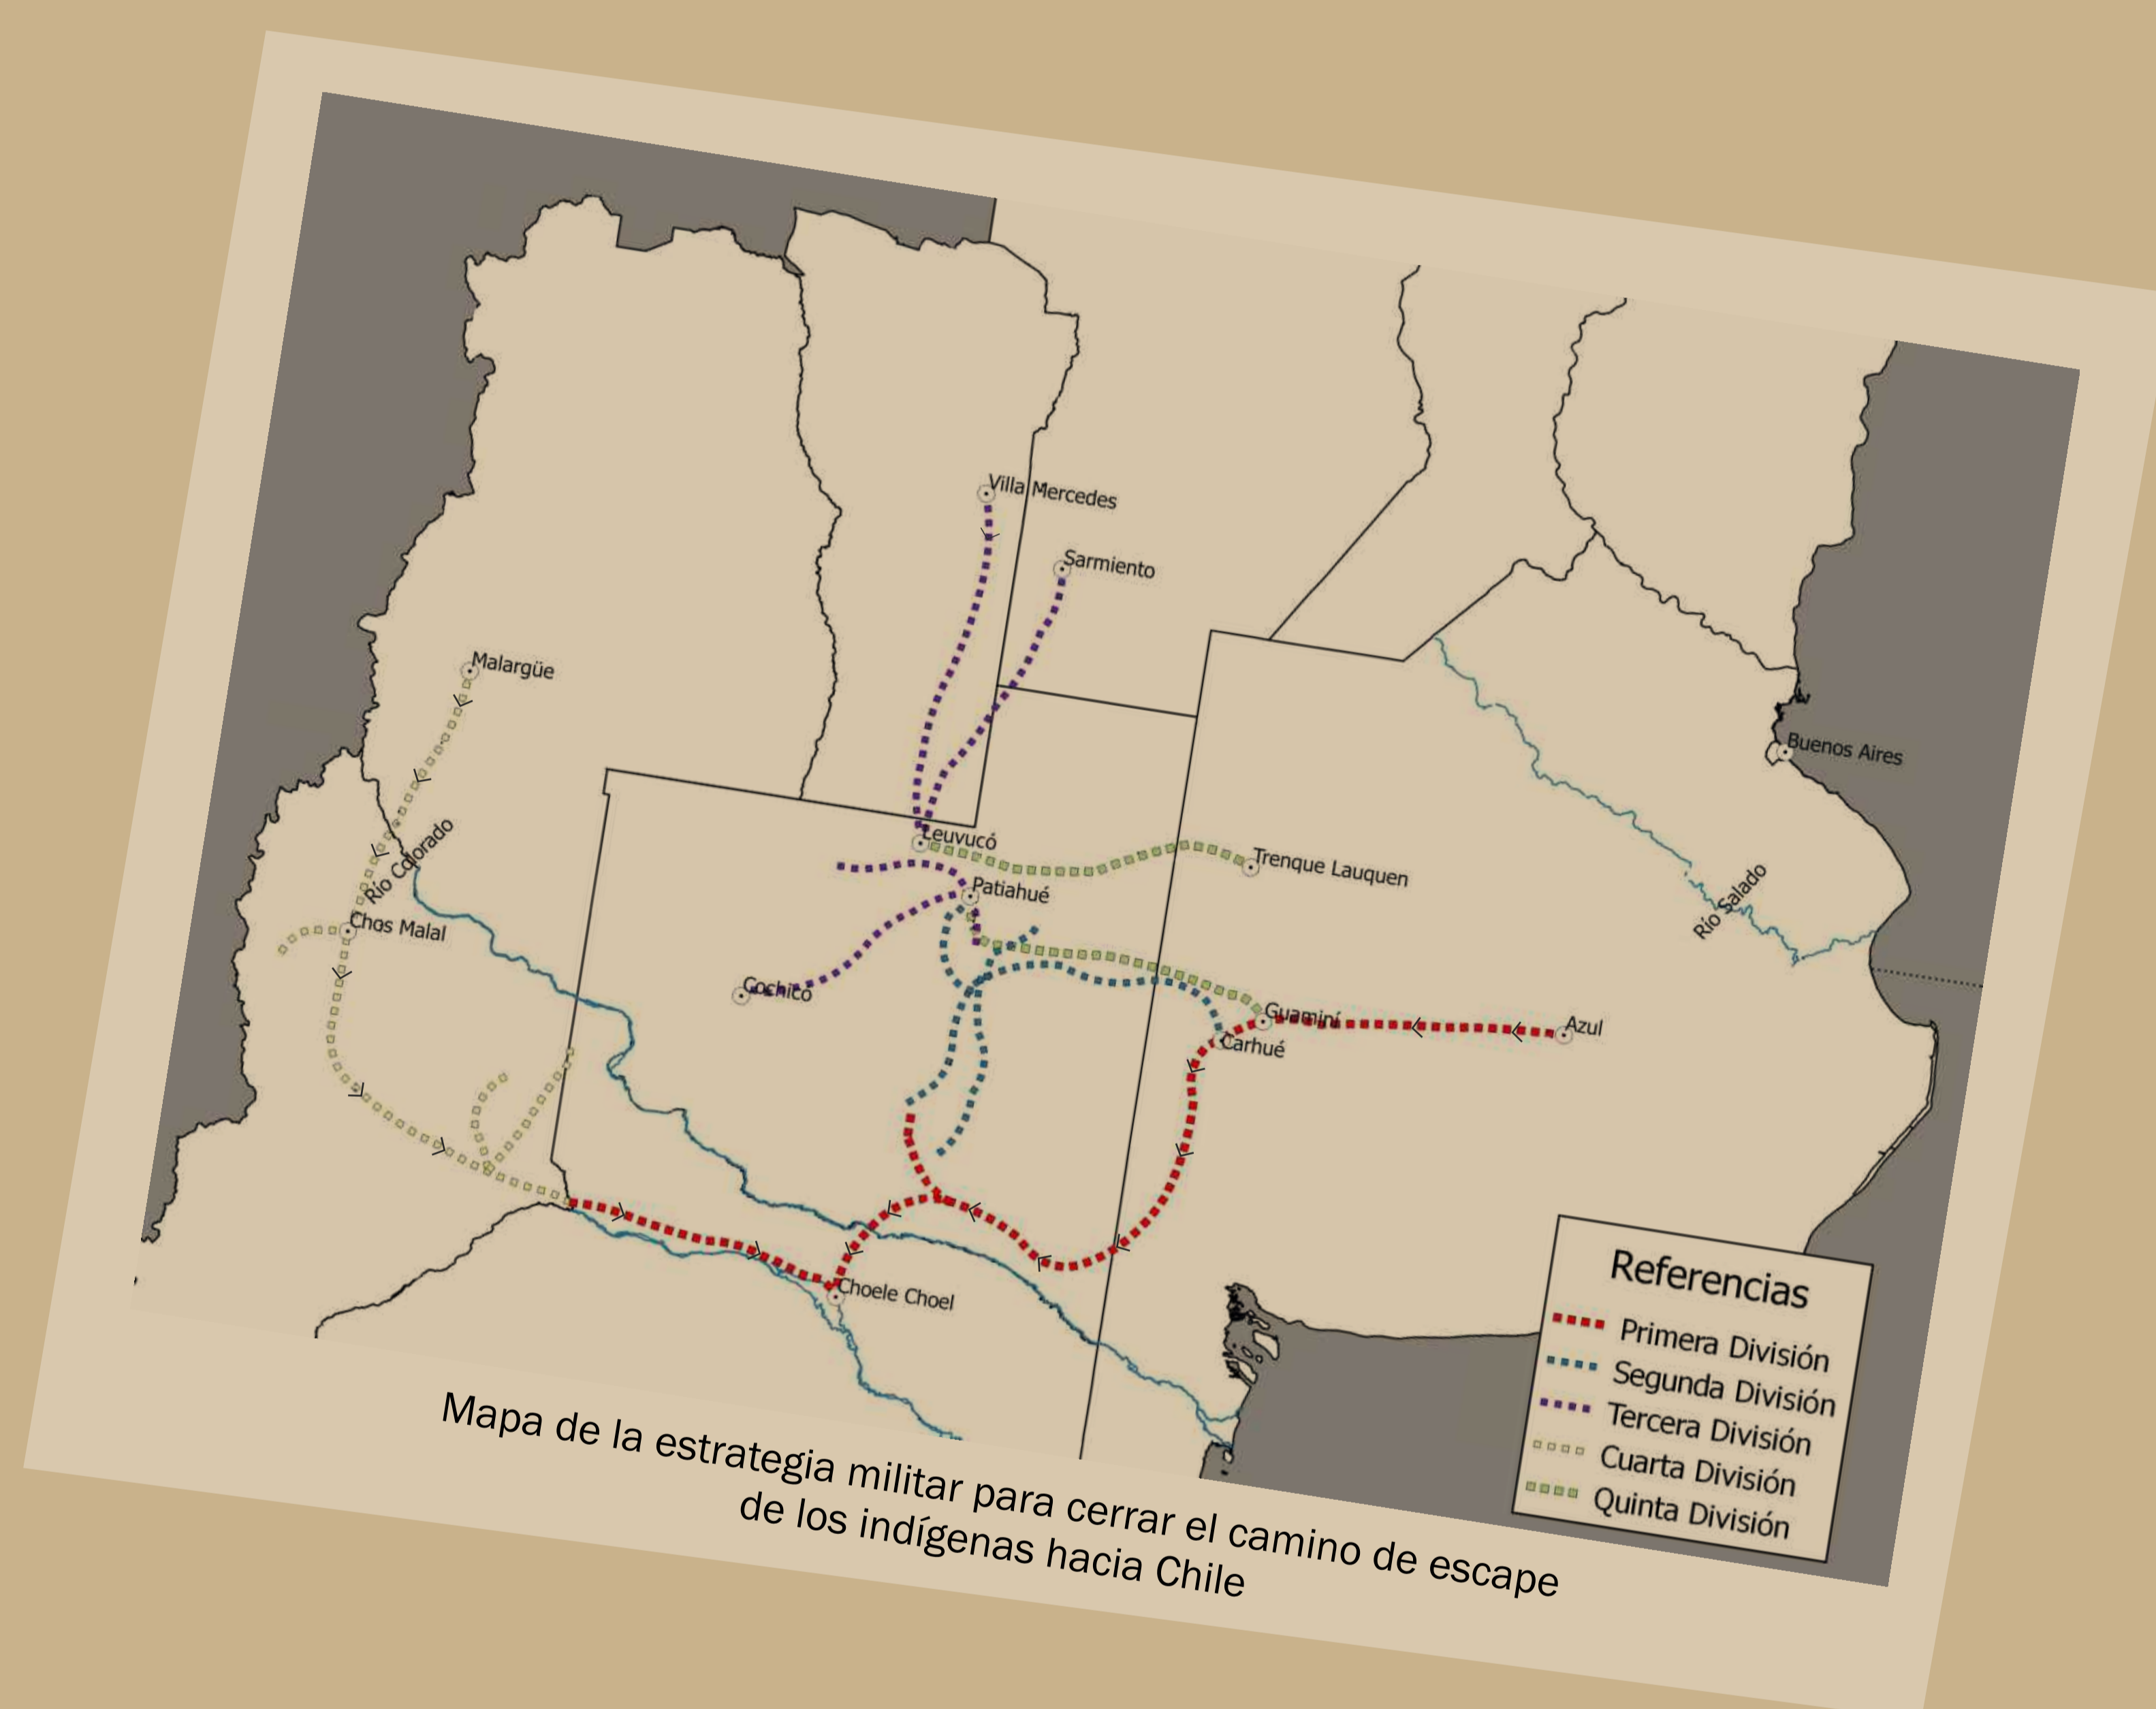 Villa Mercedes
Sarmiento
Malargüe
Buenos Aires
Río Colorado
Leuvucó
Trenque Lauquen
Patiahué
Río Salado
Chos Malal
Cochicó
Guaminí
Azul
Carhué
Choele Choel
Referencias
Primera División
Segunda División
Tercera División
Cuarta División
Quinta División
Mapa de la estrategia militar para cerrar el camino de escape
de los indígenas hacia Chile